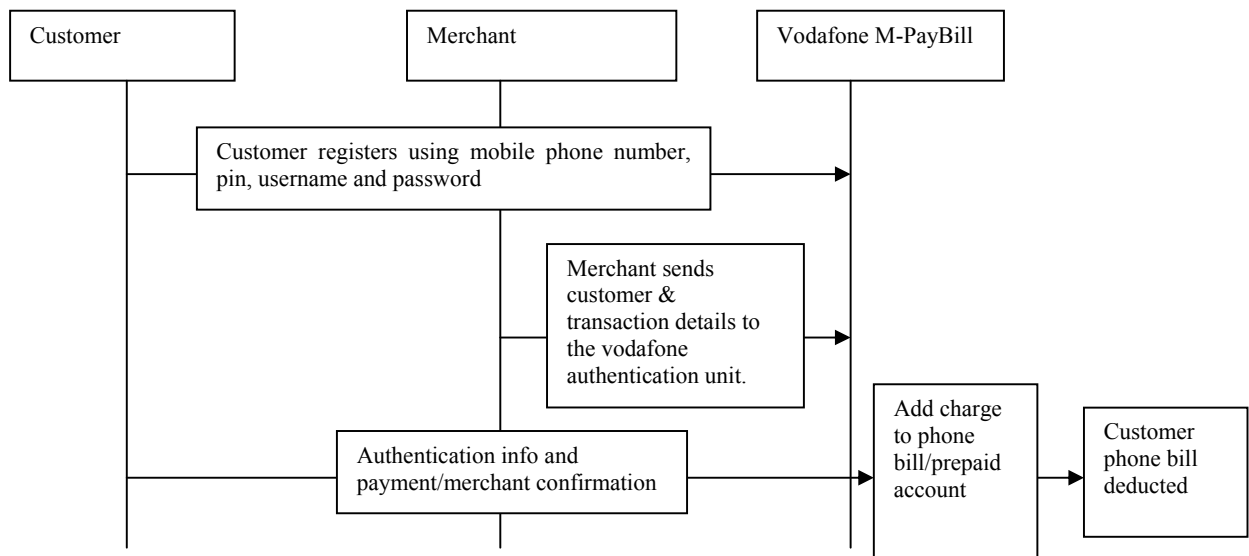 Customer
Merchant
Vodafone M-PayBill
Customer registers using mobile phone number,
pin, username and password
Merchant sends
customer &
transaction details to
the vodafone
authentication unit.
Authentication info and
payment/merchant confirmation
Add charge
to phone
bill/prepaid
account
Customer
phone bill
deducted